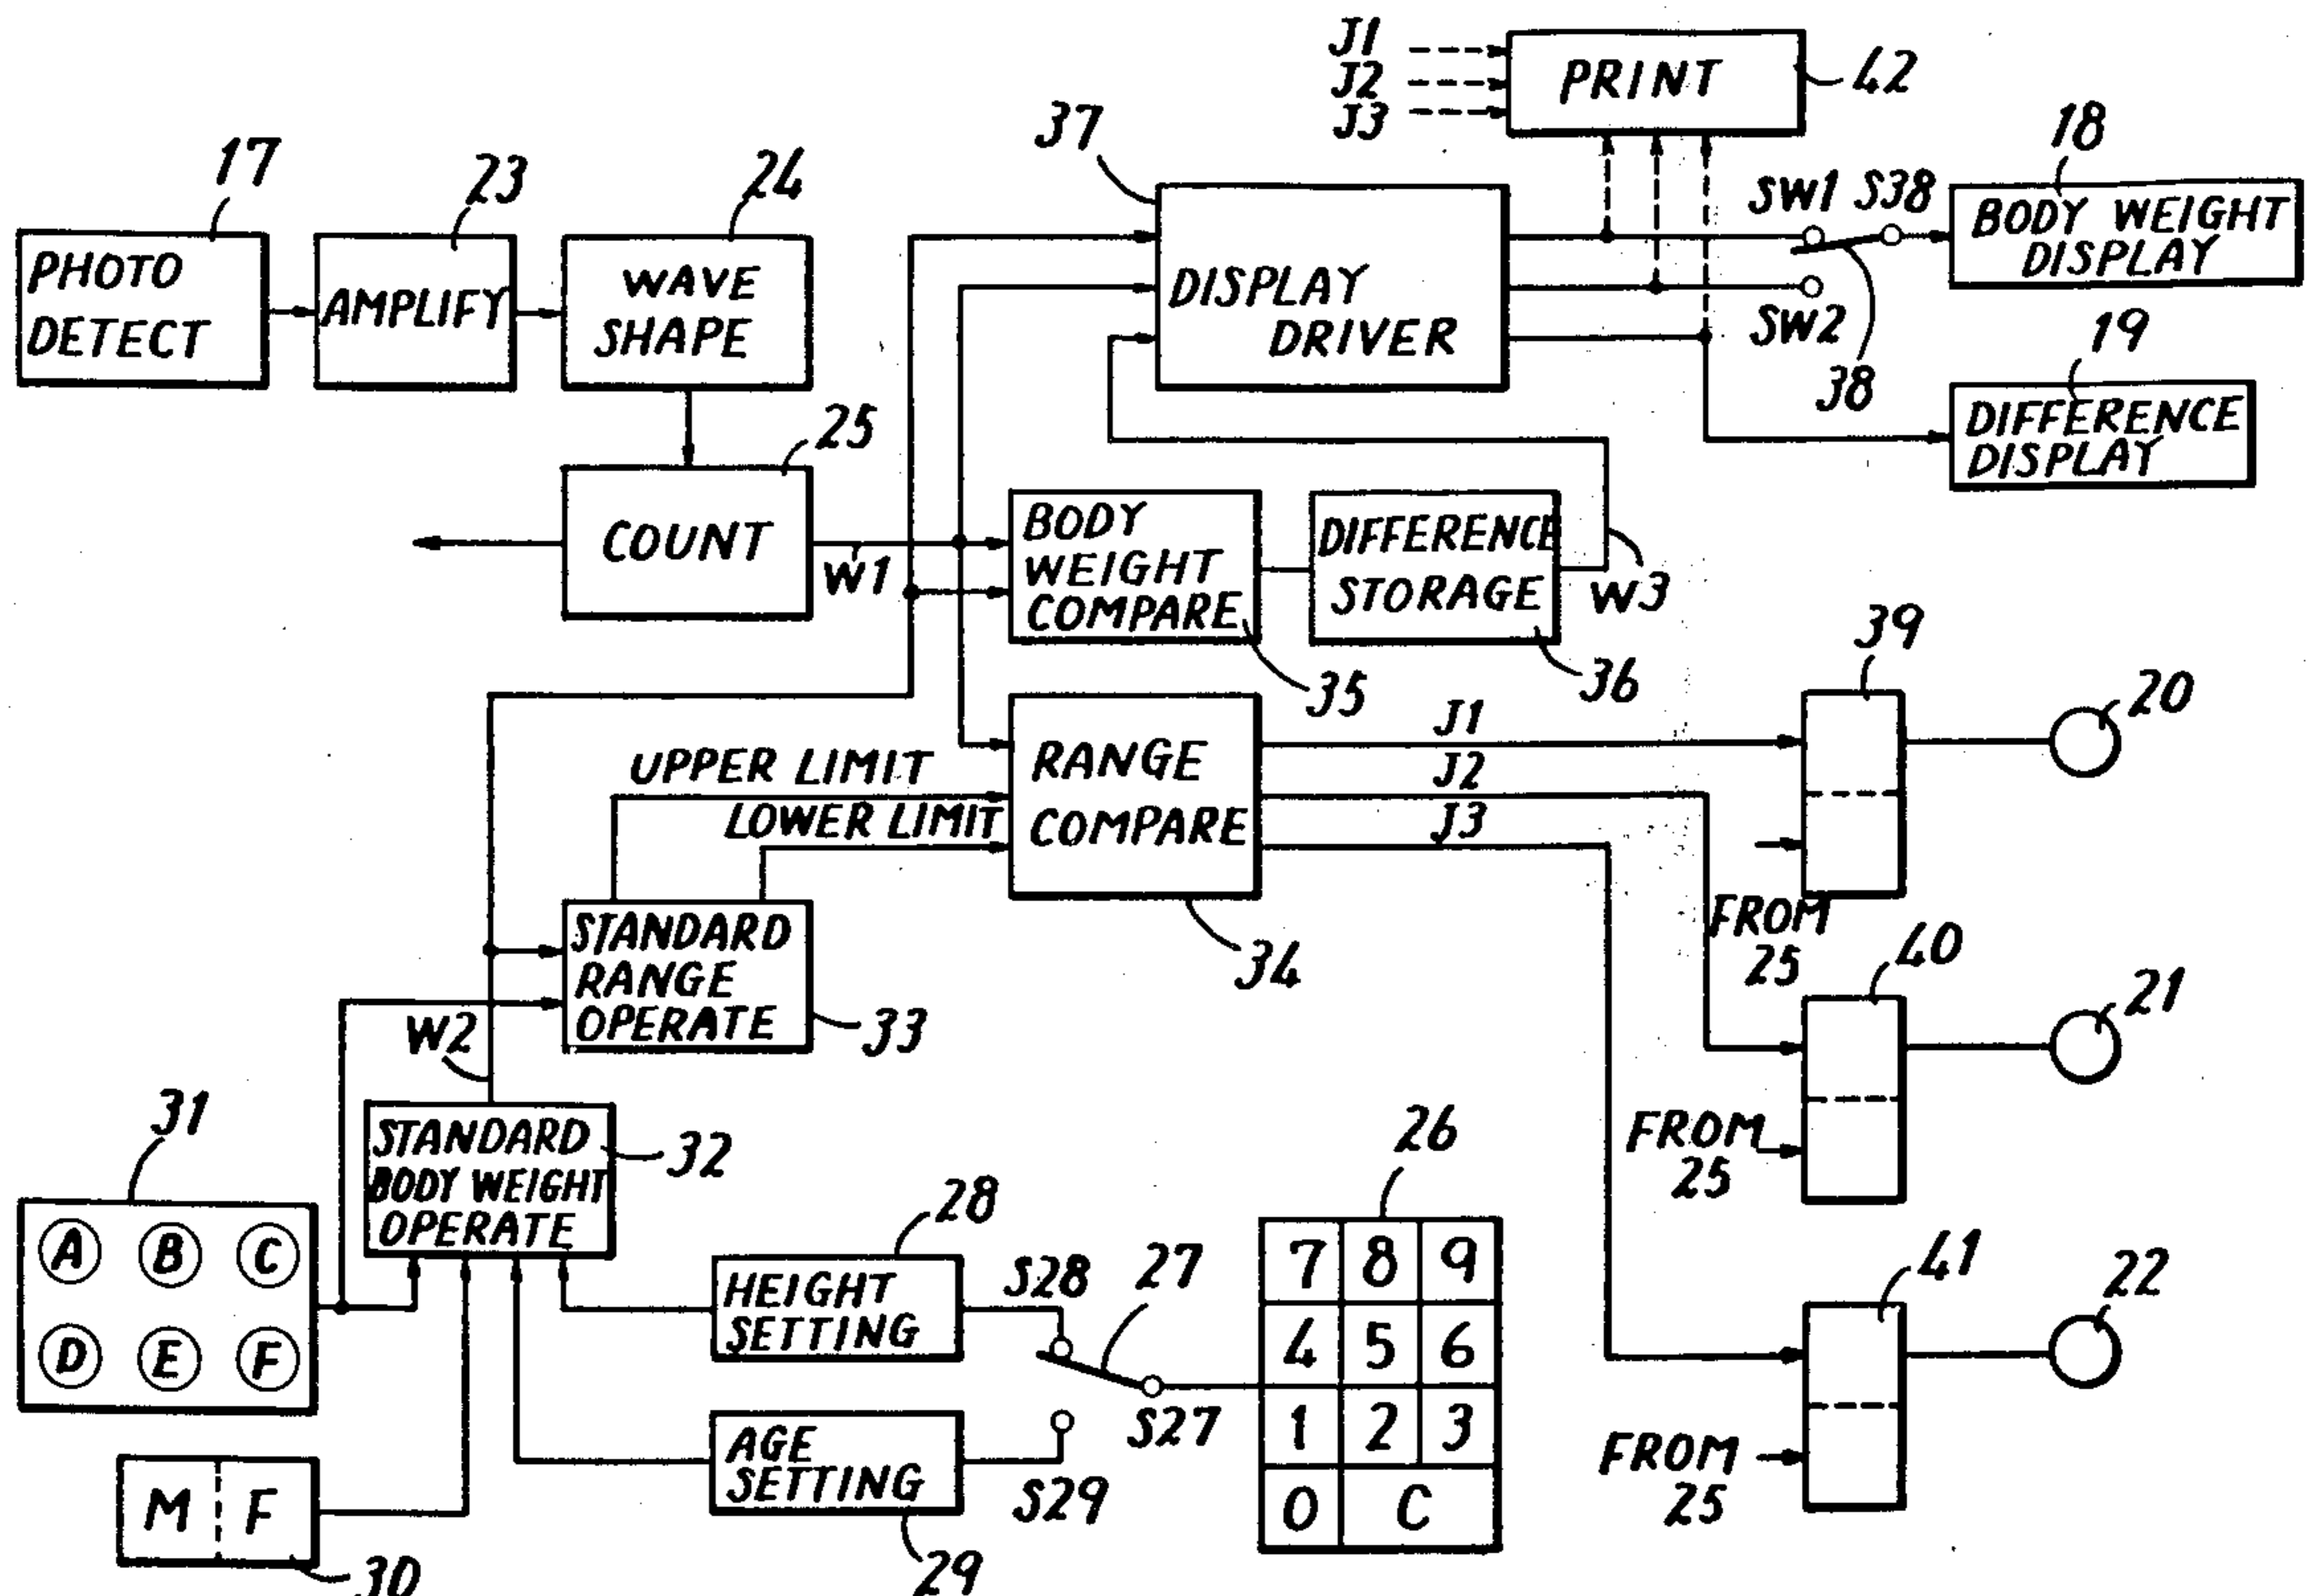 J1
J2
J3
PRINT
42
37
18
17
23
24
SW1 S38
BODY WEIGHT
DISPLAY
PHOTO
DETECT
AMPLIFY
WAVE
SHAPE
DISPLAY
DRIVER
SW2
38
19
DIFFERENCE
DISPLAY
25
COUNT
W1
BODY
WEIGHT
COMPARE
35
DIFFERENCE
STORAGE
36
W3
39
20
UPPER LIMIT
LOWER LIMIT
RANGE
COMPARE
34
J1
J2
J3
FROM
25
STANDARD
RANGE
OPERATE
33
W2
40
21
FROM
25
31
STANDARD
BODY WEIGHT
OPERATE
32
A B C
D E F
28
HEIGHT
SETTING
S28
27
26
7 8 9
4 5 6
1 2 3
0 C
S27
41
22
FROM
25
AGE
SETTING
S29
29
M F
30